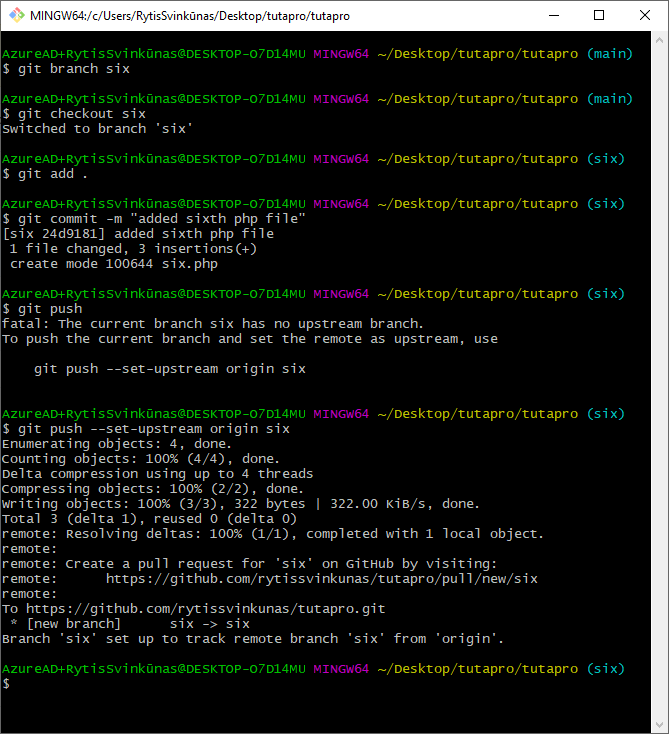 MINGW64:/c/Users/RytisSvinkūnas/Desktop/tutapro/tutapro
AzureAD+RytisSvinkūnas@DESKTOP-O7D14MU MINGW64 ~/Desktop/tutapro/tutapro (main)
$ git branch six
AzureAD+RytisSvinkūnas@DESKTOP-O7D14MU MINGW64 ~/Desktop/tutapro/tutapro (main)
$ git checkout six
Switched to branch 'six'
AzureAD+RytisSvinkūnas@DESKTOP-O7D14MU MINGW64 ~/Desktop/tutapro/tutapro (six)
$ git add .
AzureAD+RytisSvinkūnas@DESKTOP-O7D14MU MINGW64 ~/Desktop/tutapro/tutapro (six)
$ git commit -m "added sixth php file"
[six 24d9181] added sixth php file
 1 file changed, 3 insertions(+)
 create mode 100644 six.php
AzureAD+RytisSvinkūnas@DESKTOP-O7D14MU MINGW64 ~/Desktop/tutapro/tutapro (six)
$ git push
fatal: The current branch six has no upstream branch.
To push the current branch and set the remote as upstream, use
    git push --set-upstream origin six
AzureAD+RytisSvinkūnas@DESKTOP-O7D14MU MINGW64 ~/Desktop/tutapro/tutapro (six)
$ git push --set-upstream origin six
Enumerating objects: 4, done.
Counting objects: 100% (4/4), done.
Delta compression using up to 4 threads
Compressing objects: 100% (2/2), done.
Writing objects: 100% (3/3), 322 bytes | 322.00 KiB/s, done.
Total 3 (delta 1), reused 0 (delta 0)
remote: Resolving deltas: 100% (1/1), completed with 1 local object.
remote:
remote: Create a pull request for 'six' on GitHub by visiting:
remote:      https://github.com/rytissvinkunas/tutapro/pull/new/six
remote:
To https://github.com/rytissvinkunas/tutapro.git
 * [new branch]      six -> six
Branch 'six' set up to track remote branch 'six' from 'origin'.
AzureAD+RytisSvinkūnas@DESKTOP-O7D14MU MINGW64 ~/Desktop/tutapro/tutapro (six)
$